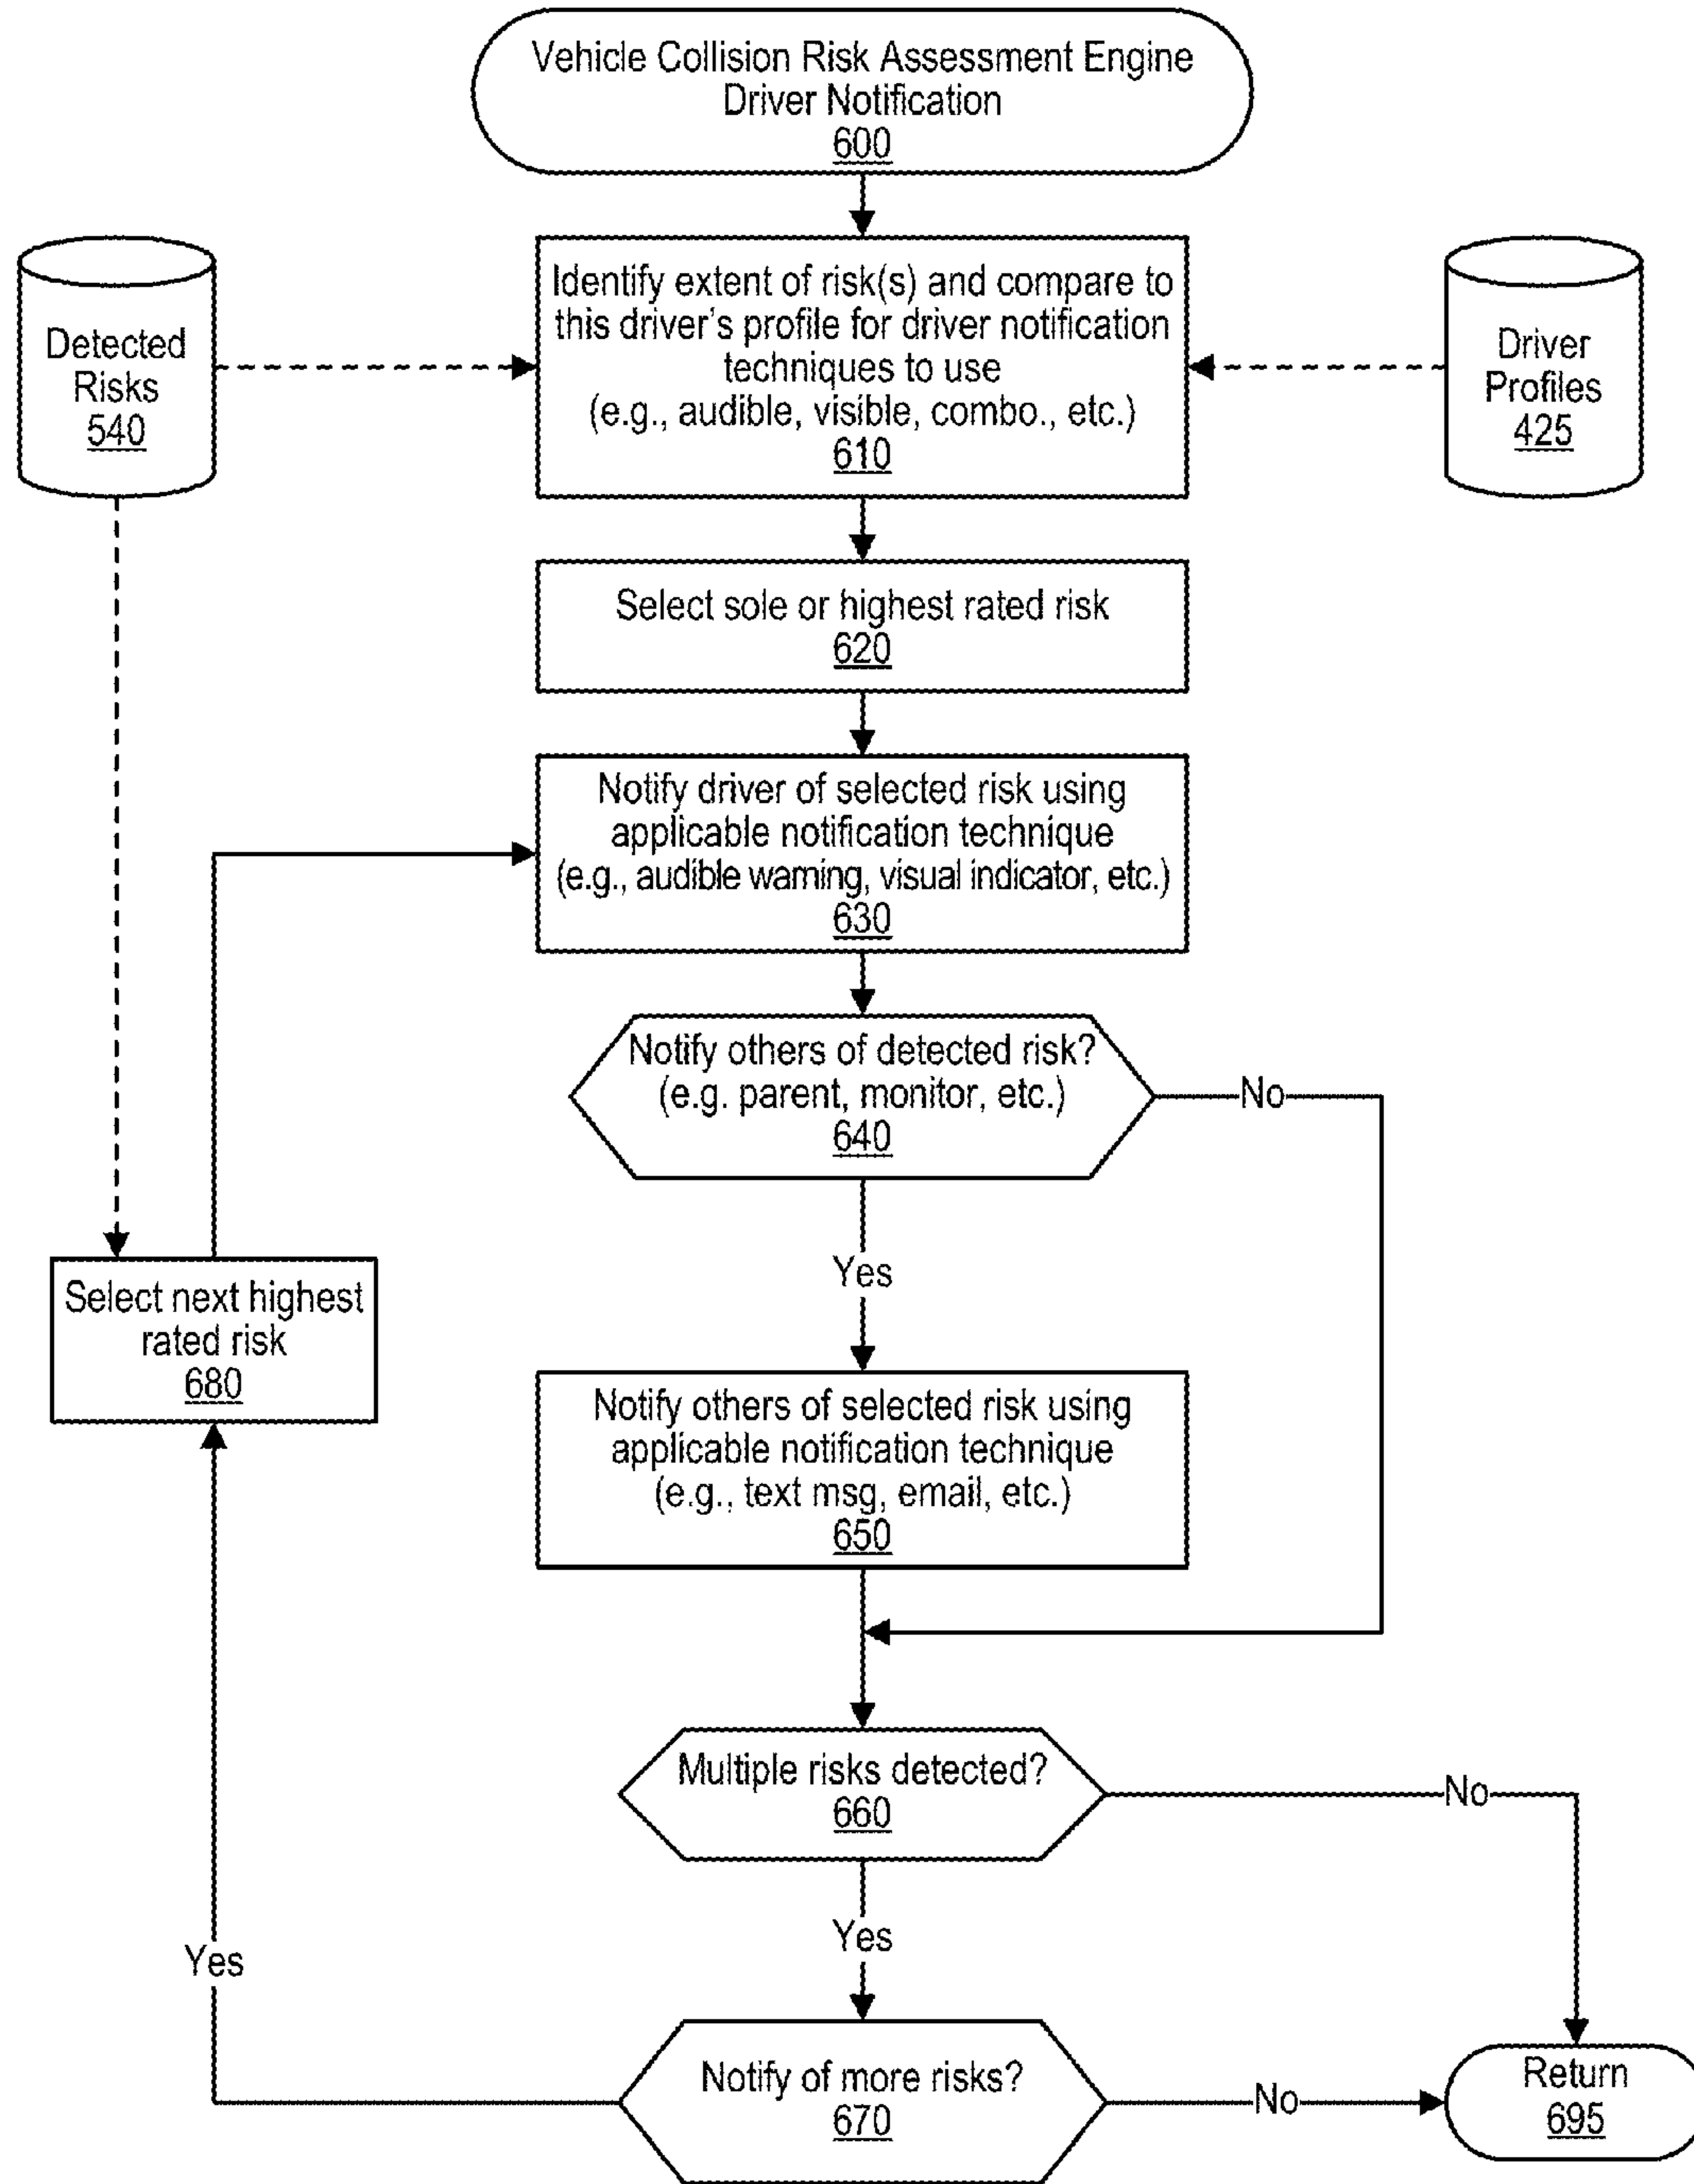 Vehicle Collision Risk Assessment Engine
Driver Notification
600
Identify extent of risk(s) and compare to
this driver's profile for driver notification
techniques to use
(e.g., audible, visible, combo., etc.)
610
Detected
Risks
540
Driver
Profiles
425
Select sole or highest rated risk
620
Notify driver of selected risk using
applicable notification technique
(e.g., audible warning, visual indicator, etc.)
630
Notify others of detected risk?
(e.g. parent, monitor, etc.)
640
No
Yes
Select next highest
rated risk
680
Notify others of selected risk using
applicable notification technique
(e.g., text msg, email, etc.)
650
Multiple risks detected?
660
No
Yes
Yes
Notify of more risks?
670
No
Return
695